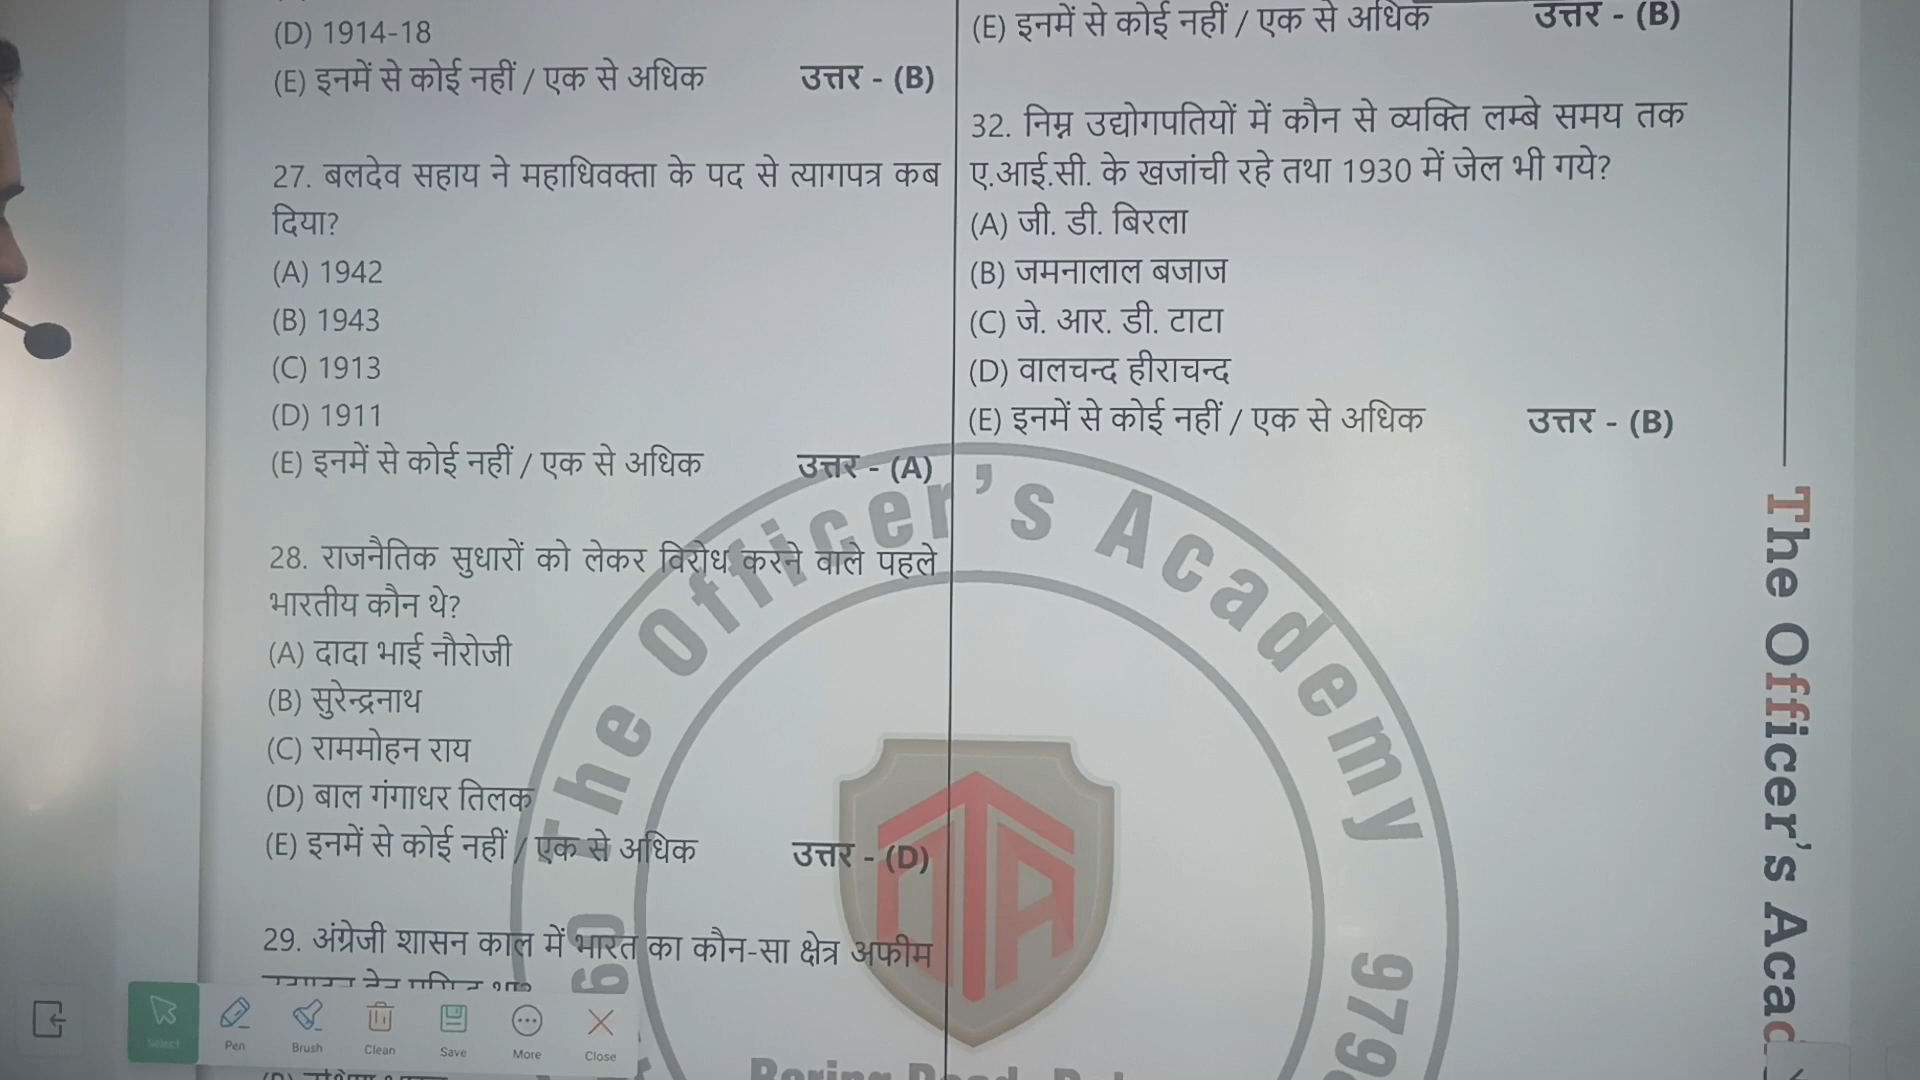 (D) 1914-18
(E) इनमें से कोई नहीं / एक से अधिक उत्तर - (B)
27. बलदेव सहाय ने महाधिवक्ता के पद से त्यागपत्र कब
दिया?
(A) 1942
(B) 1943
(C) 1913
(D) 1911
(E) इनमें से कोई नहीं / एक से अधिक उत्तर - (A)
28. राजनैतिक सुधारों को लेकर विरोध करने वाले पहले
भारतीय कौन थे?
(A) दादा भाई नौरोजी
(B) सुरेन्द्रनाथ
(C) राममोहन राय
(D) बाल गंगाधर तिलक
(E) इनमें से कोई नहीं / एक से अधिक उत्तर - (D)
29. अंग्रेजी शासन काल में भारत का कौन-सा क्षेत्र अफीम
(E) इनमें से कोई नहीं / एक से अधिक उत्तर - (B)
32. निम्न उद्योगपतियों में कौन से व्यक्ति लम्बे समय तक
ए.आई.सी. के खजांची रहे तथा 1930 में जेल भी गये?
(A) जी. डी. बिरला
(B) जमनालाल बजाज
(C) जे. आर. डी. टाटा
(D) वालचन्द हीराचन्द
(E) इनमें से कोई नहीं / एक से अधिक उत्तर - (B)
The Officer's Academy
The Officer's Acad
Select Pen Brush Clean Save More Close